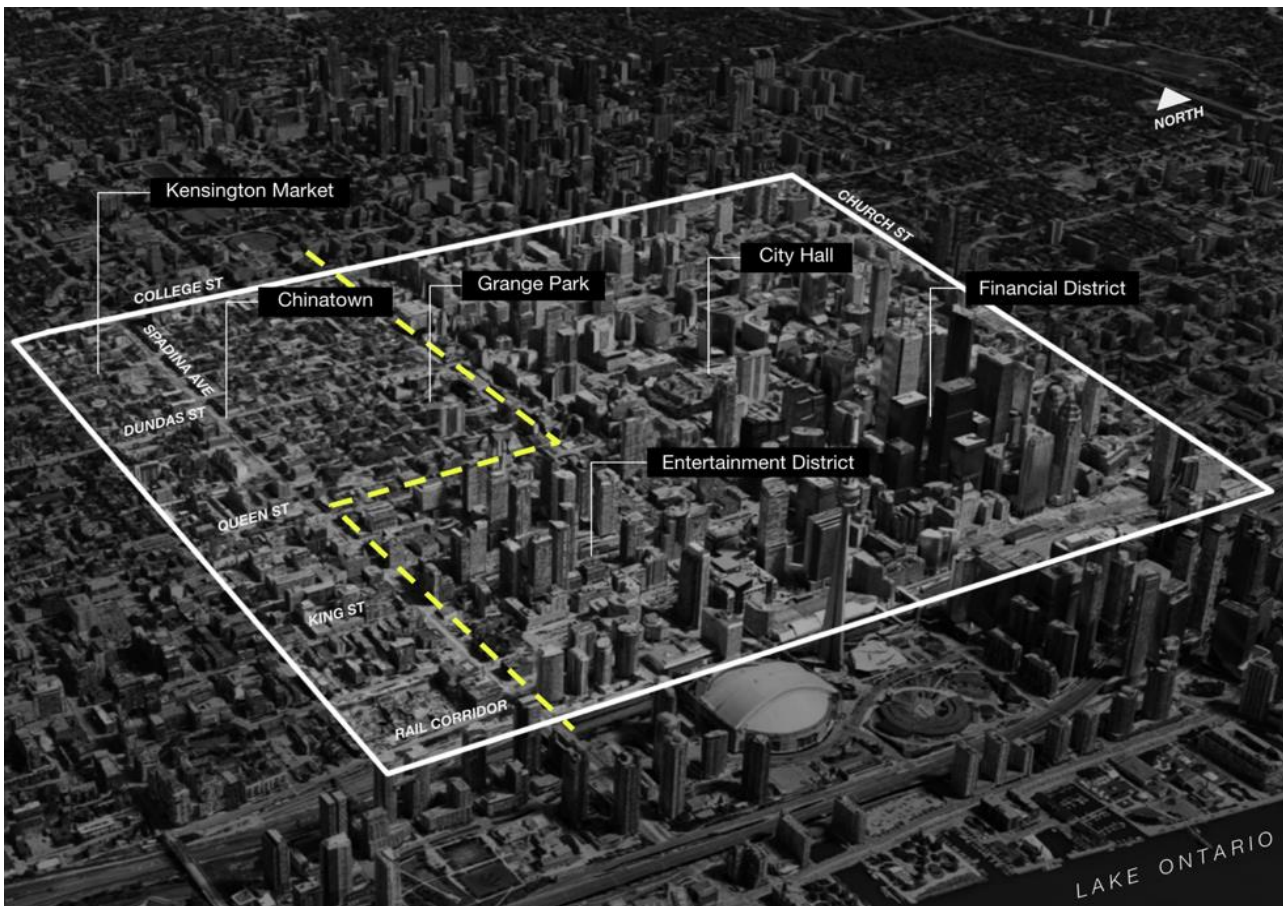 NORTH
Kensington Market
CHURCH ST
City Hall
Grange Park
Financial District
COLLEGE ST
Chinatown
SPADINA AVE
DUNDAS ST
Entertainment District
QUEEN ST
KING ST
RAIL CORRIDOR
LAKE ONTARIO